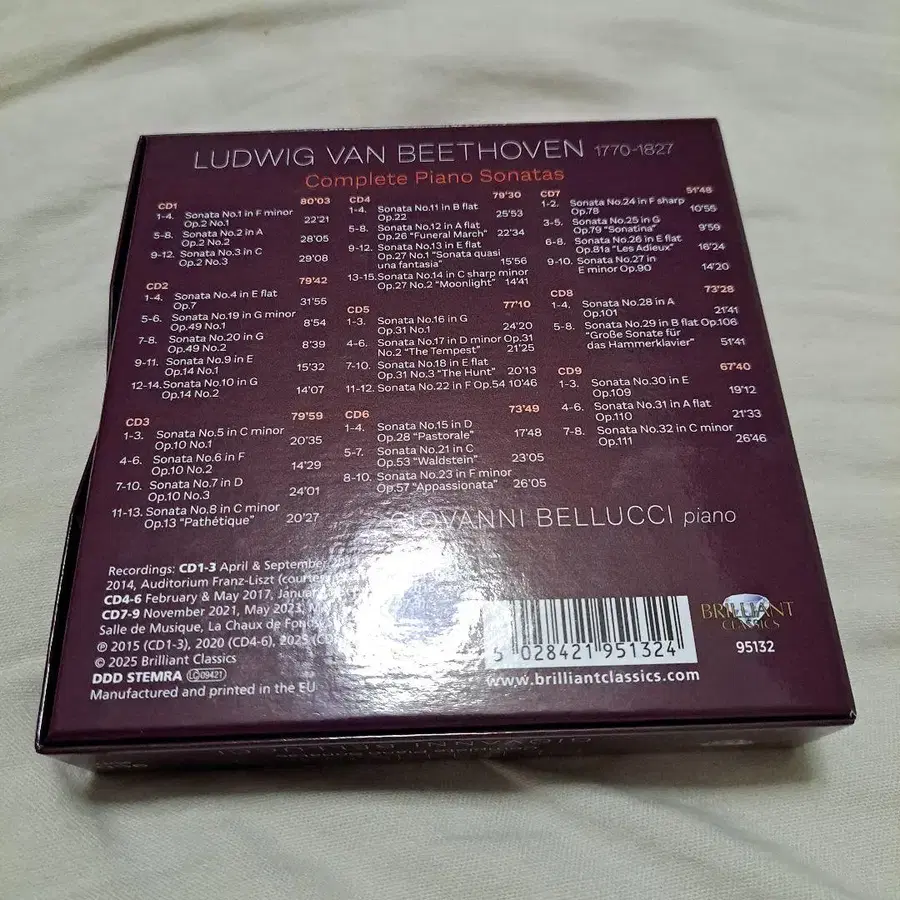 LUDWIG VAN BEETHOVEN 1770-1827
Complete Piano Sonatas
CD1 80'03
1-4. Sonata No.1 in F minor
Op.2 No.1 22'21
5-8. Sonata No.2 in A
Op.2 No.2 28'05
9-12. Sonata No.3 in C
Op.2 No.3 29'08
CD2 79'42
1-4. Sonata No.4 in E flat
Op.7 31'55
5-6. Sonata No.19 in G minor
Op.49 No.1 8'54
7-8. Sonata No.20 in G
Op.49 No.2 8'39
9-11. Sonata No.9 in E
Op.14 No.1 15'32
12-14. Sonata No.10 in G
Op.14 No.2 14'07
CD3 79'59
1-3. Sonata No.5 in C minor
Op.10 No.1 20'35
4-6. Sonata No.6 in F
Op.10 No.2 14'29
7-10. Sonata No.7 in D
Op.10 No.3 24'01
11-13. Sonata No.8 in C minor
Op.13 "Pathétique" 20'27
CD4 79'30
1-4. Sonata No.11 in B flat
Op.22 25'53
5-8. Sonata No.12 in A flat
Op.26 "Funeral March" 22'34
9-12. Sonata No.13 in E flat
Op.27 No.1 "Sonata quasi
una fantasia" 15'56
13-15. Sonata No.14 in C sharp minor
Op.27 No.2 "Moonlight" 14'41
CD5 77'10
1-3. Sonata No.16 in G
Op.31 No.1 24'20
4-6. Sonata No.17 in D minor Op.31
No.2 "The Tempest" 21'25
7-10. Sonata No.18 in E flat
Op.31 No.3 "The Hunt" 20'13
11-12. Sonata No.22 in F Op.54 10'46
CD6 73'49
1-4. Sonata No.15 in D
Op.28 "Pastorale" 17'48
5-7. Sonata No.21 in C
Op.53 "Waldstein" 23'05
8-10. Sonata No.23 in F minor
Op.57 "Appassionata" 26'05
CD7 51'48
1-2. Sonata No.24 in F sharp
Op.78 10'55
3-5. Sonata No.25 in G
Op.79 "Sonatina" 9'59
6-8. Sonata No.26 in E flat
Op.81a "Les Adieux" 16'24
9-10. Sonata No.27 in
E minor Op.90 14'20
CD8 73'28
1-4. Sonata No.28 in A
Op.101 21'41
5-8. Sonata No.29 in B flat Op.106
"Große Sonate für
das Hammerklavier" 51'41
CD9 67'40
1-3. Sonata No.30 in E
Op.109 19'12
4-6. Sonata No.31 in A flat
Op.110 21'33
7-8. Sonata No.32 in C minor
Op.111 26'46
GIOVANNI BELLUCCI piano
Recordings: CD1-3 April & September
2014, Auditorium Franz-Liszt
CD4-6 February & May 2017,
CD7-9 November 2021, May 2023,
Salle de Musique, La Chaux de
℗ 2015 (CD1-3), 2020 (CD4-6), 2025
© 2025 Brilliant Classics
DDD STEMRA LC09421
Manufactured and printed in the EU
5 028421 951324
www.brilliantclassics.com
BRILLIANT
CLASSICS
95132